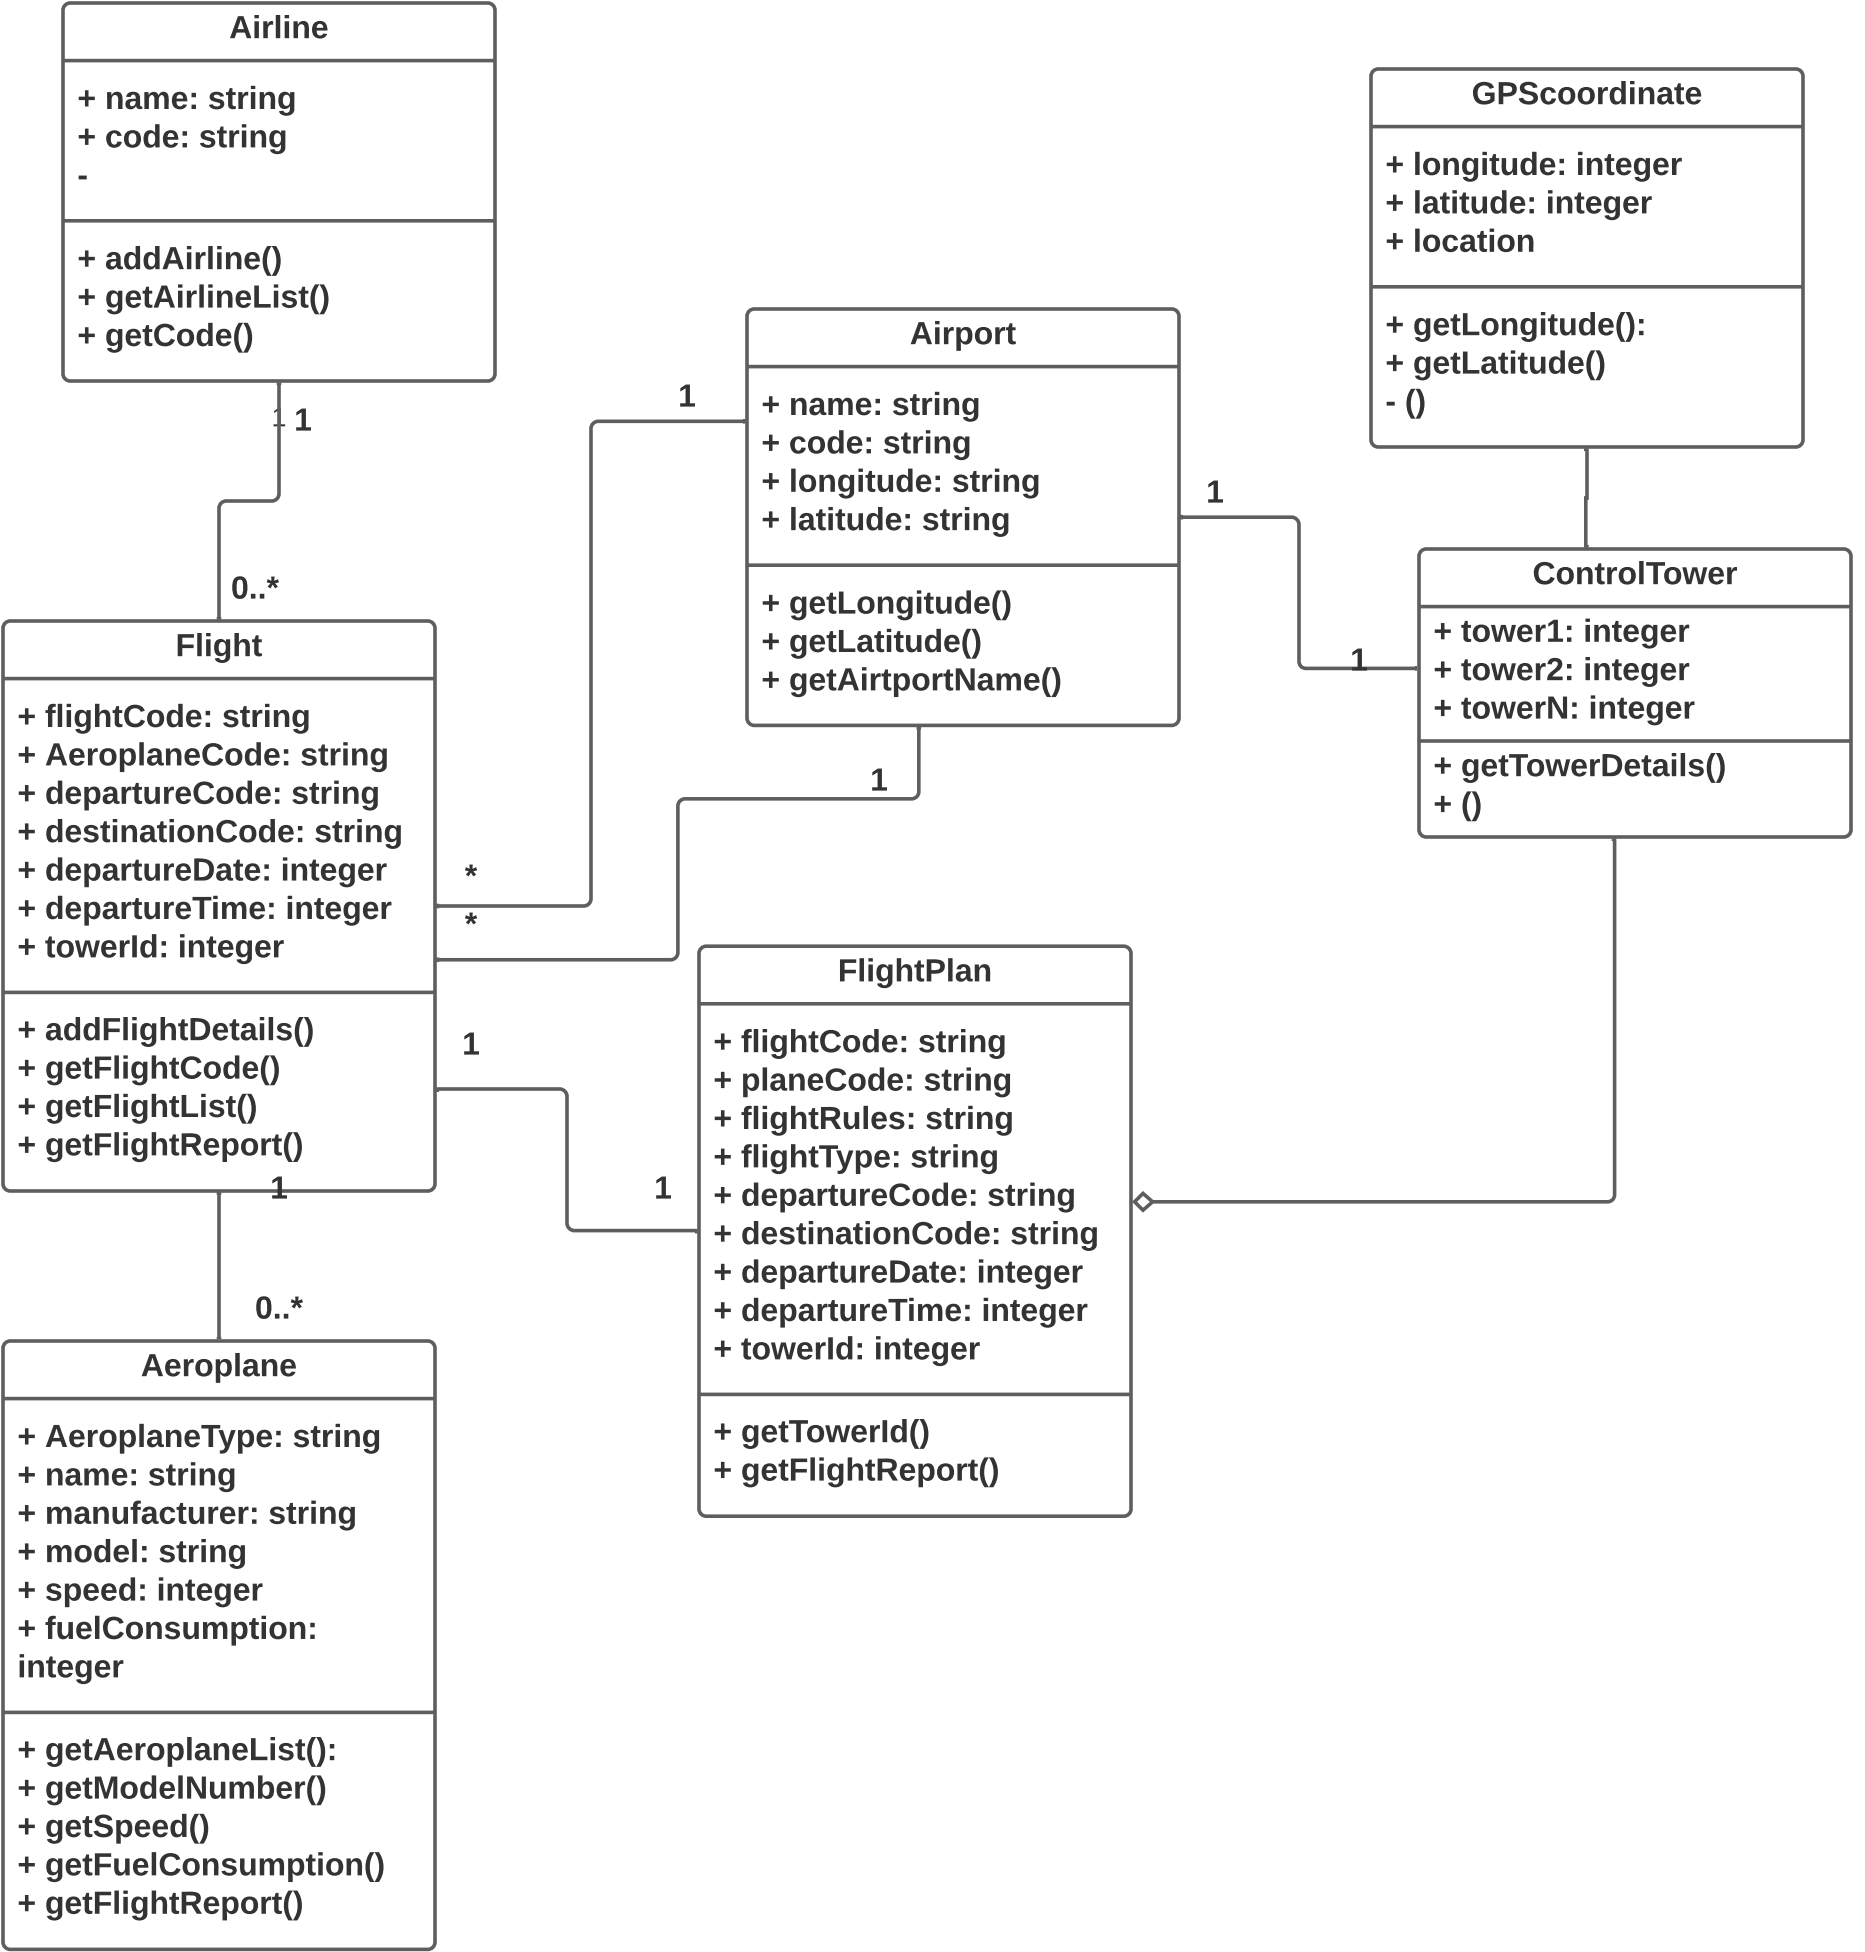 Airline
+ name: string
+ code: string
-
+ addAirline()
+ getAirlineList()
+ getCode()
1 1
0..*
Flight
+ flightCode: string
+ AeroplaneCode: string
+ departureCode: string
+ destinationCode: string
+ departureDate: integer
+ departureTime: integer
+ towerId: integer
+ addFlightDetails()
+ getFlightCode()
+ getFlightList()
+ getFlightReport()
1
0..*
Aeroplane
+ AeroplaneType: string
+ name: string
+ manufacturer: string
+ model: string
+ speed: integer
+ fuelConsumption:
integer
+ getAeroplaneList():
+ getModelNumber()
+ getSpeed()
+ getFuelConsumption()
+ getFlightReport()
1
*
*
1
1
1
Airport
+ name: string
+ code: string
+ longitude: string
+ latitude: string
+ getLongitude()
+ getLatitude()
+ getAirtportName()
1
1
FlightPlan
+ flightCode: string
+ planeCode: string
+ flightRules: string
+ flightType: string
+ departureCode: string
+ destinationCode: string
+ departureDate: integer
+ departureTime: integer
+ towerId: integer
+ getTowerId()
+ getFlightReport()
GPScoordinate
+ longitude: integer
+ latitude: integer
+ location
+ getLongitude():
+ getLatitude()
- ()
1
ControlTower
+ tower1: integer
+ tower2: integer
+ towerN: integer
+ getTowerDetails()
+ ()